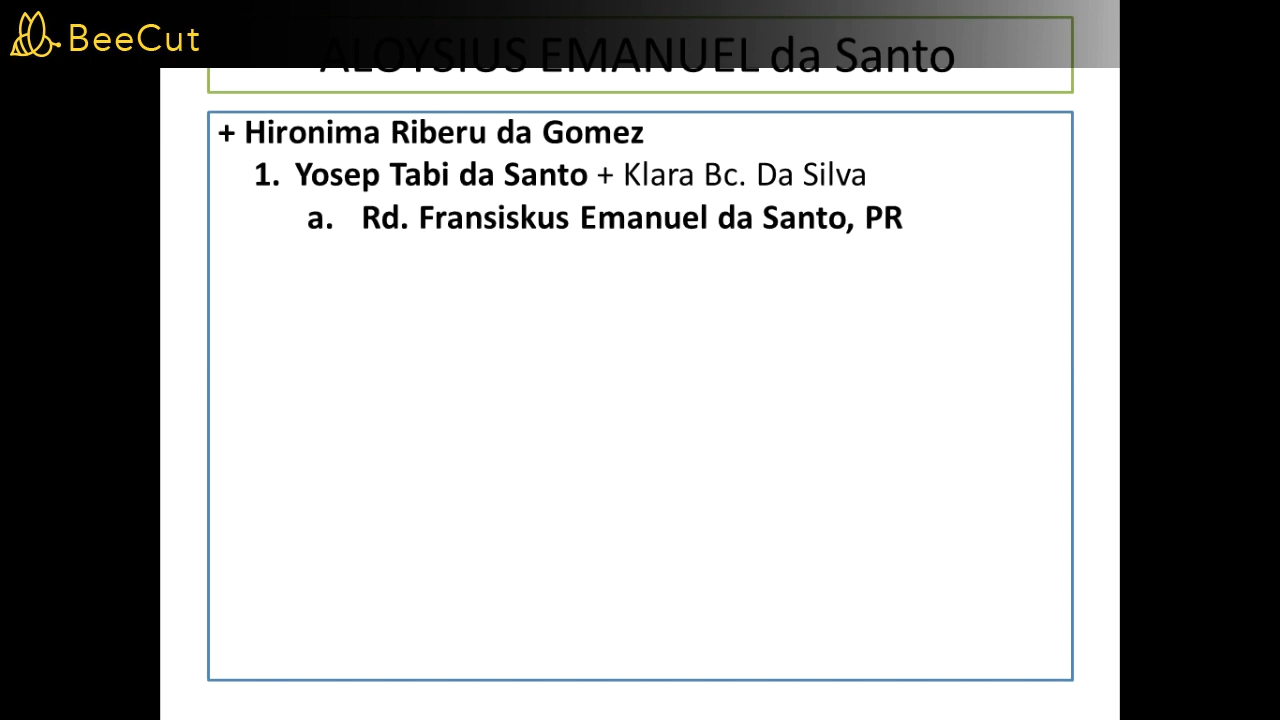 BeeCut
ALOYSIUS EMANUEL da Santo
+ Hironima Riberu da Gomez
1. Yosep Tabi da Santo + Klara Bc. Da Silva
a. Rd. Fransiskus Emanuel da Santo, PR